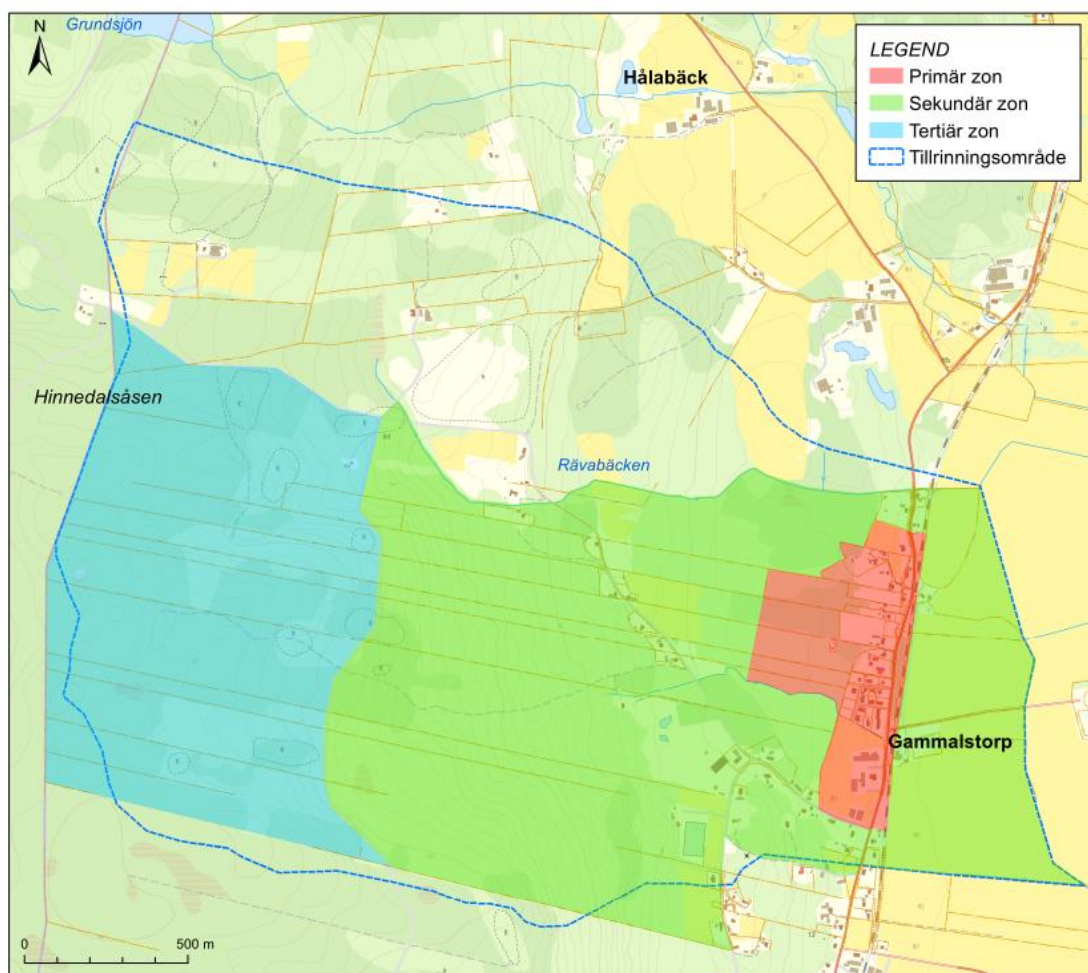 Grundsjön
N
Hålabäck
LEGEND
Primär zon
Sekundär zon
Tertiär zon
Tillrinningsområde
Hinnedalsåsen
Rävabäcken
Gammalstorp
0 500 m